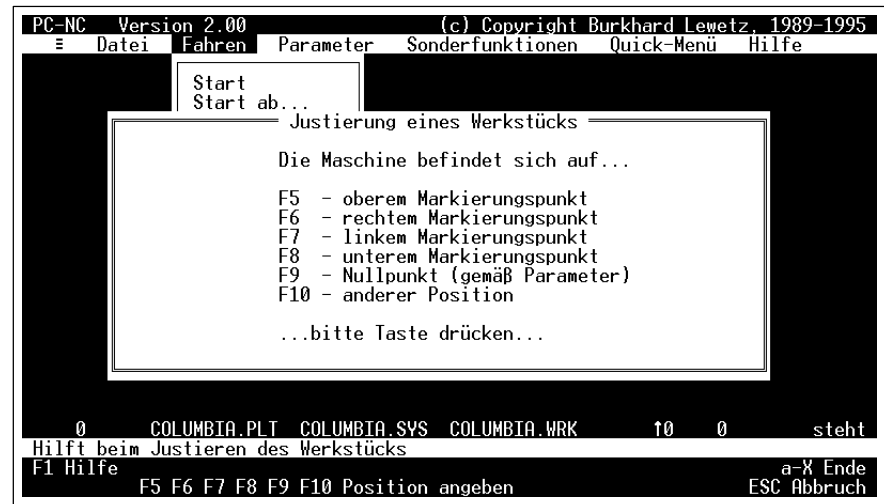 PC-NC Version 2.00 (c) Copyright Burkhard Lewetz, 1989-1995
≡ Datei Fahren Parameter Sonderfunktionen Quick-Menü Hilfe
Start
Start ab...
Justierung eines Werkstücks
Die Maschine befindet sich auf...
F5 - oberem Markierungspunkt
F6 - rechtem Markierungspunkt
F7 - linkem Markierungspunkt
F8 - unterem Markierungspunkt
F9 - Nullpunkt (gemäß Parameter)
F10 - anderer Position
...bitte Taste drücken...
0 COLUMBIA.PLT COLUMBIA.SYS COLUMBIA.WRK ↑0 0 steht
Hilft beim Justieren des Werkstücks
F1 Hilfe a-X Ende
F5 F6 F7 F8 F9 F10 Position angeben ESC Abbruch